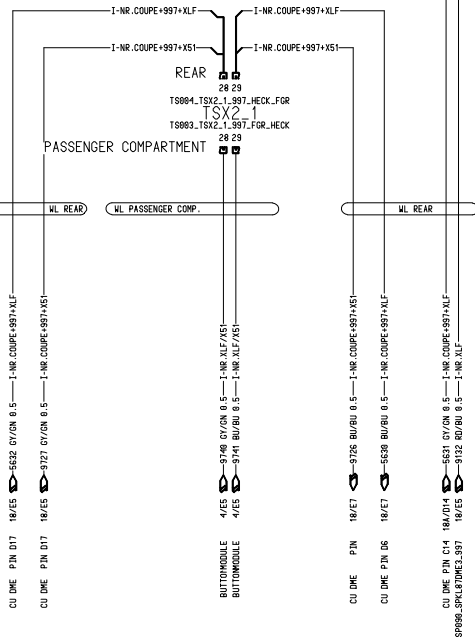 I-NR.COUPE+997+XLF
I-NR.COUPE+997+XLF
I-NR.COUPE+997+X51
I-NR.COUPE+997+X51
REAR
28 29
TS004_TSX2_1_997_HECK_FGR
TSX2_1
TS003_TSX2_1_997_FGR_HECK
28 29
PASSENGER COMPARTMENT
WL REAR
WL PASSENGER COMP.
WL REAR
CU DME PIN D17 18/E5 5632 GY/GN 0.5 I-NR.COUPE+997+XLF
CU DME PIN D17 18/E5 9727 GY/GN 0.5 I-NR.COUPE+997+X51
BUTTONMODULE 4/E5 9740 GY/GN 0.5 I-NR.XLF/X51
BUTTONMODULE 4/E5 9741 BU/BU 0.5 I-NR.XLF/X51
CU DME PIN 18/E7 9726 BU/BU 0.5 I-NR.COUPE+997+X51
CU DME PIN D6 18/E7 5630 BU/BU 0.5 I-NR.COUPE+997+XLF
CU DME PIN C14 18A/D14 5631 GY/GN 0.5 I-NR.COUPE+997+XLF
SP090_SPKL87DME3_997 18/E5 9132 RD/BU 0.5 I-NR.XLF